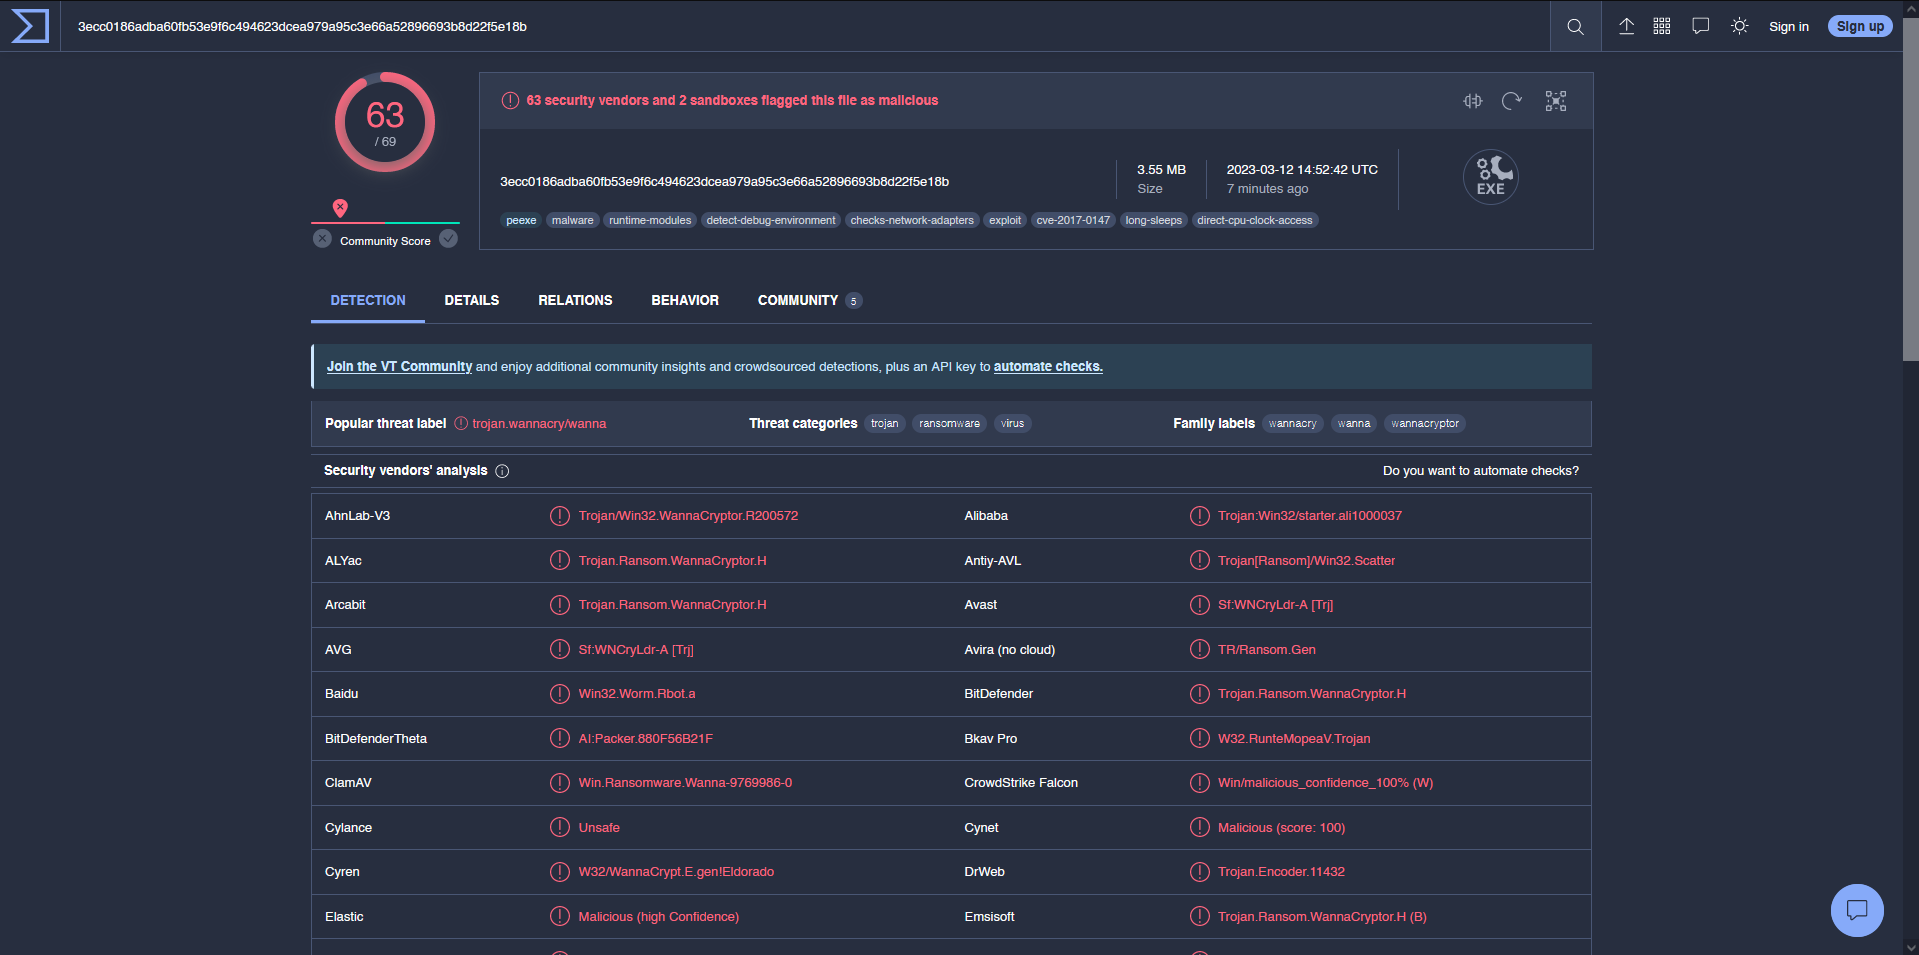 3ecc0186adba60fb53e9f6c494623dcea979a95c3e66a52896693b8d22f5e18b
Sign in
Sign up
63
/ 69
Community Score
63 security vendors and 2 sandboxes flagged this file as malicious
3ecc0186adba60fb53e9f6c494623dcea979a95c3e66a52896693b8d22f5e18b
3.55 MB
Size
2023-03-12 14:52:42 UTC
7 minutes ago
EXE
peexe malware runtime-modules detect-debug-environment checks-network-adapters exploit cve-2017-0147 long-sleeps direct-cpu-clock-access
DETECTION DETAILS RELATIONS BEHAVIOR COMMUNITY 5
Join the VT Community and enjoy additional community insights and crowdsourced detections, plus an API key to automate checks.
Popular threat label trojan.wannacry/wanna Threat categories trojan ransomware virus Family labels wannacry wanna wannacryptor
Security vendors' analysis Do you want to automate checks?
AhnLab-V3 Trojan/Win32.WannaCryptor.R200572 Alibaba Trojan:Win32/starter.ali1000037
ALYac Trojan.Ransom.WannaCryptor.H Antiy-AVL Trojan[Ransom]/Win32.Scatter
Arcabit Trojan.Ransom.WannaCryptor.H Avast Sf:WNCryLdr-A [Trj]
AVG Sf:WNCryLdr-A [Trj] Avira (no cloud) TR/Ransom.Gen
Baidu Win32.Worm.Rbot.a BitDefender Trojan.Ransom.WannaCryptor.H
BitDefenderTheta AI:Packer.880F56B21F Bkav Pro W32.RunteMopeaV.Trojan
ClamAV Win.Ransomware.Wanna-9769986-0 CrowdStrike Falcon Win/malicious_confidence_100% (W)
Cylance Unsafe Cynet Malicious (score: 100)
Cyren W32/WannaCrypt.E.gen!Eldorado DrWeb Trojan.Encoder.11432
Elastic Malicious (high Confidence) Emsisoft Trojan.Ransom.WannaCryptor.H (B)